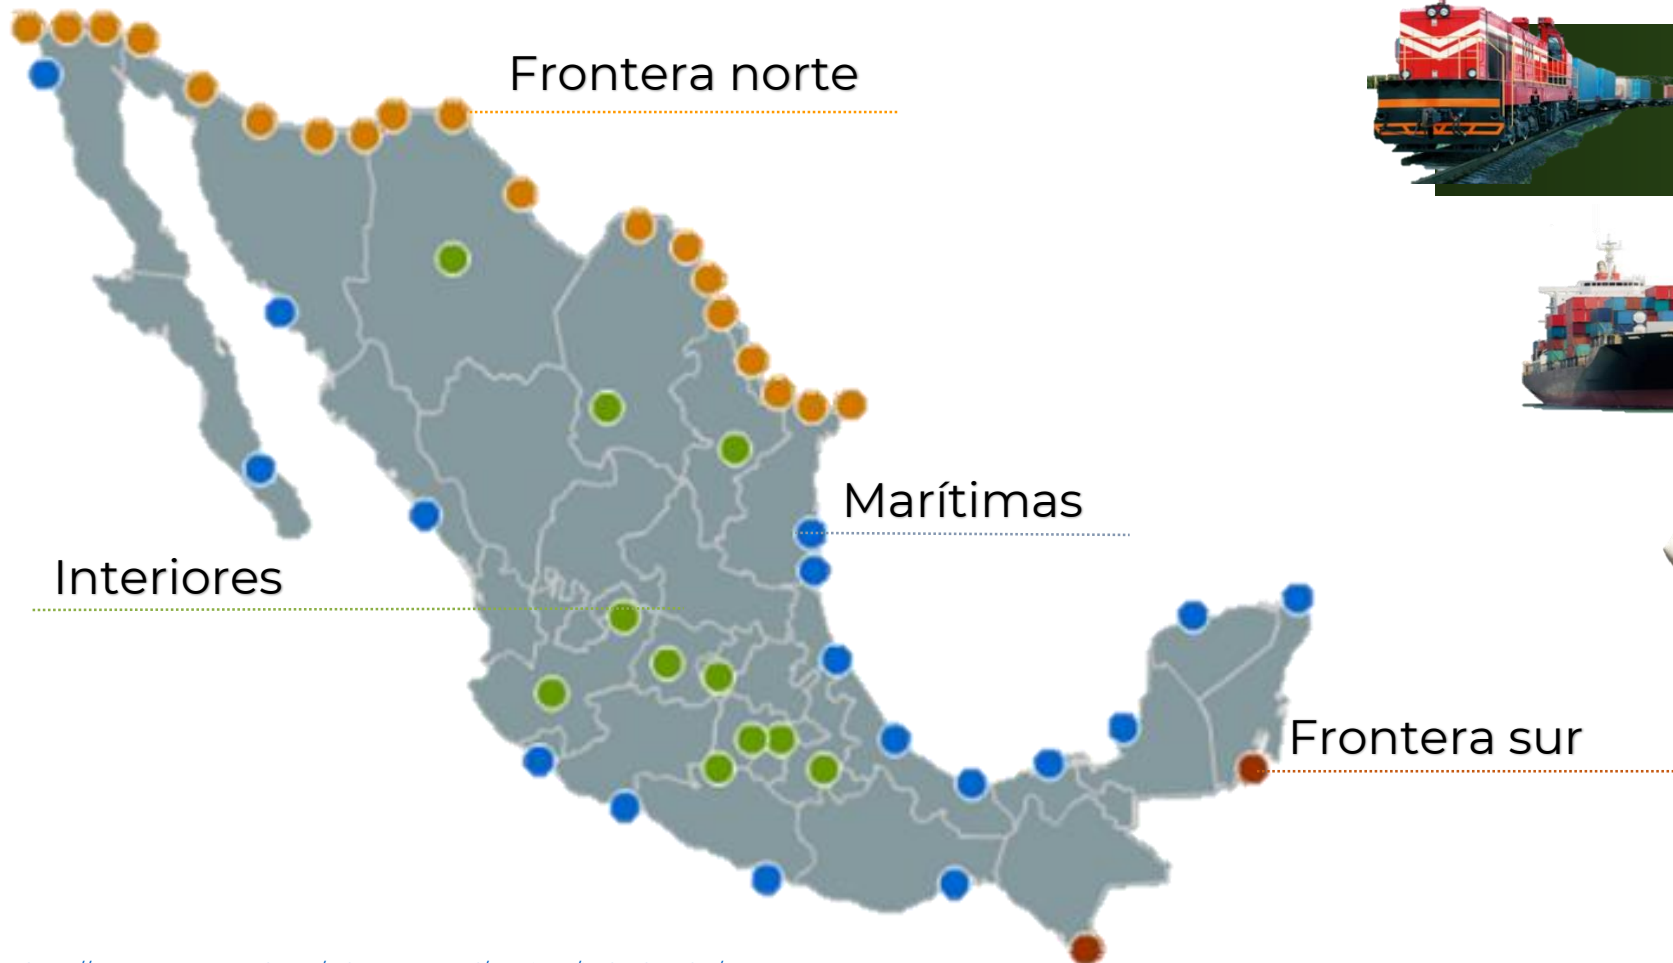 Frontera norte
Marítimas
Interiores
Frontera sur